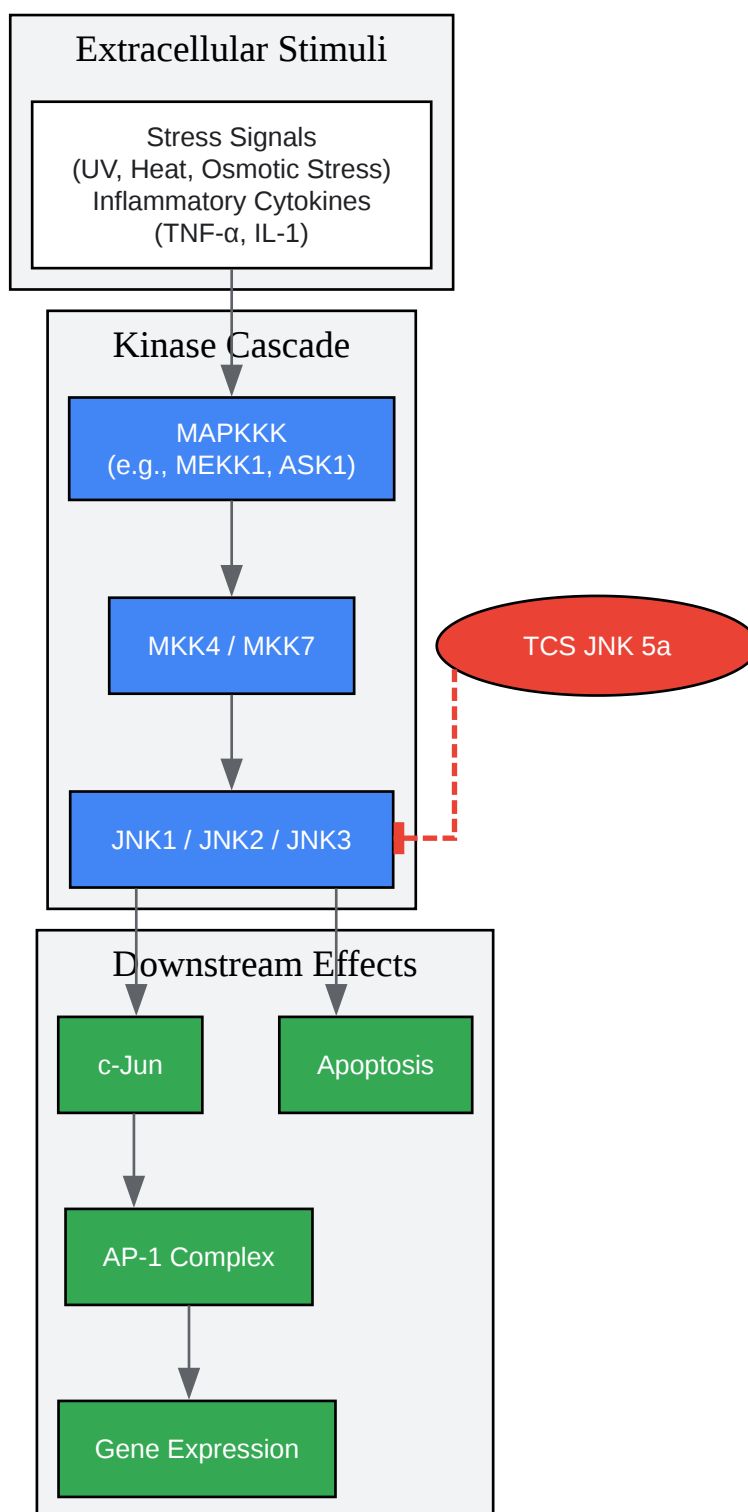 Extracellular Stimuli
Stress Signals
(UV, Heat, Osmotic Stress)
Inflammatory Cytokines
(TNF-α, IL-1)
Kinase Cascade
MAPKKK
(e.g., MEKK1, ASK1)
MKK4 / MKK7
TCS JNK 5a
JNK1 / JNK2 / JNK3
Downstream Effects
c-Jun
Apoptosis
AP-1 Complex
Gene Expression